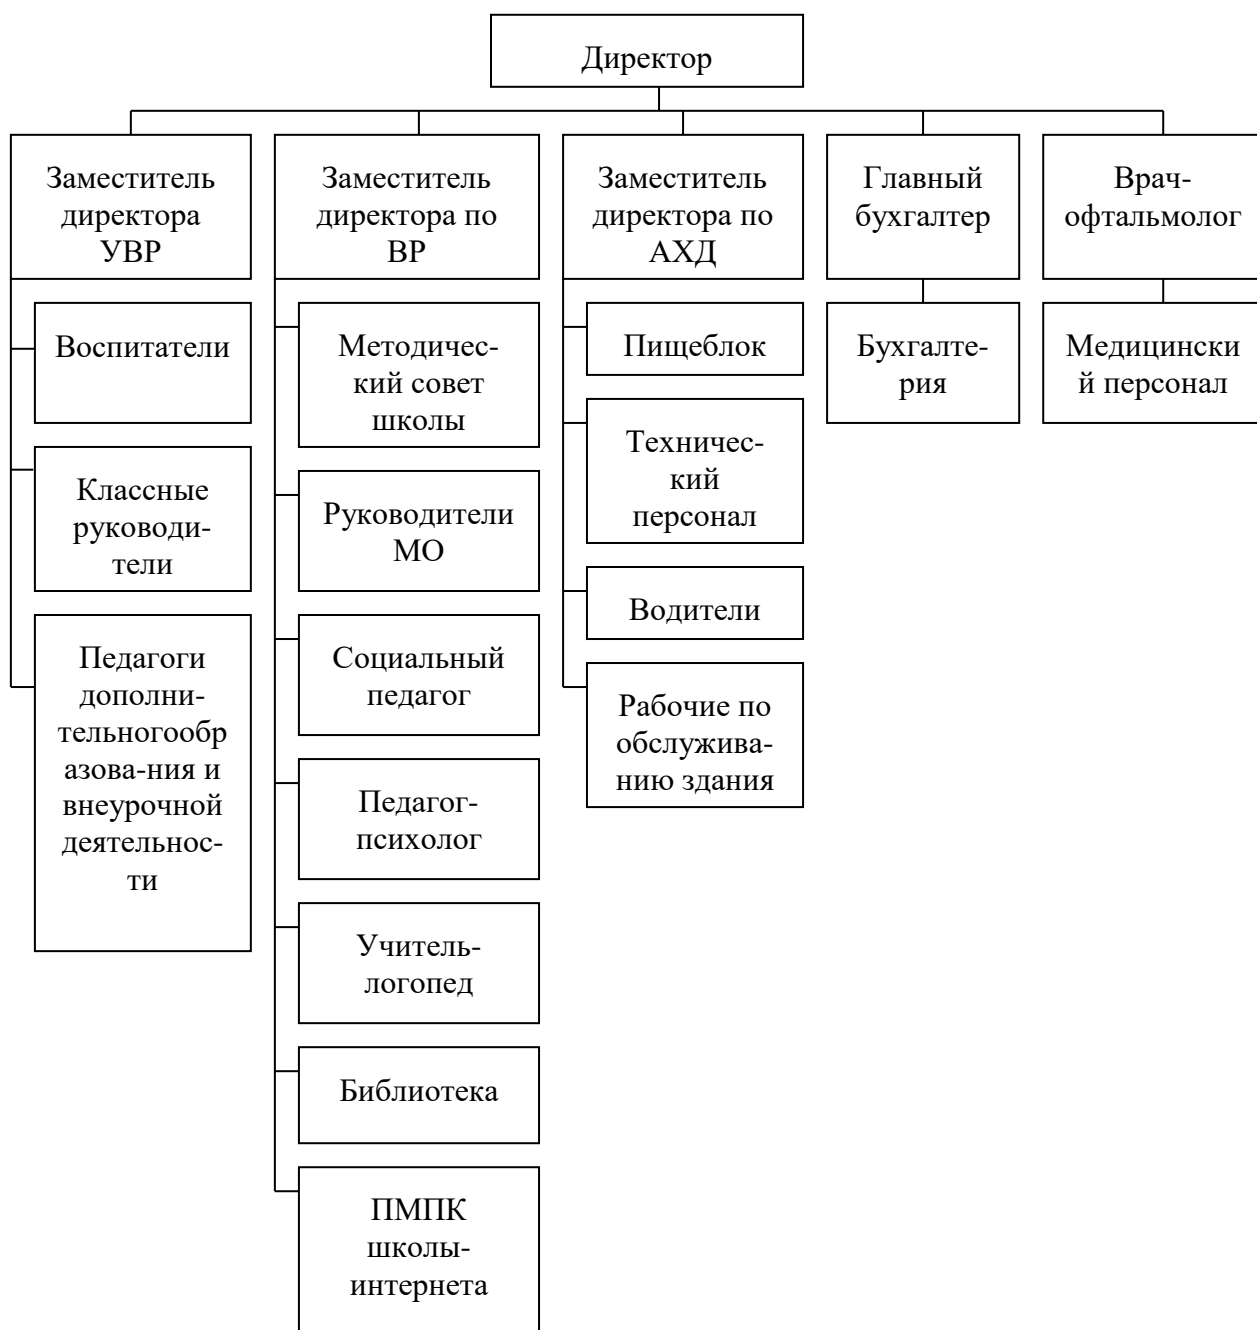 Директор
Заместитель
директора
УВР
Заместитель
директора по
ВР
Заместитель
директора по
АХД
Главный
бухгалтер
Врач-
офтальмолог
Воспитатели
Классные
руководи-
тели
Педагоги
дополни-
тельногообр
азова-ния и
внеурочной
деятельнос-
ти
Методичес-
кий совет
школы
Руководители
МО
Социальный
педагог
Педагог-
психолог
Учитель-
логопед
Библиотека
ПМПК
школы-
интернета
Пищеблок
Техничес-
кий
персонал
Водители
Рабочие по
обслужива-
нию здания
Бухгалте-
рия
Медицински
й персонал